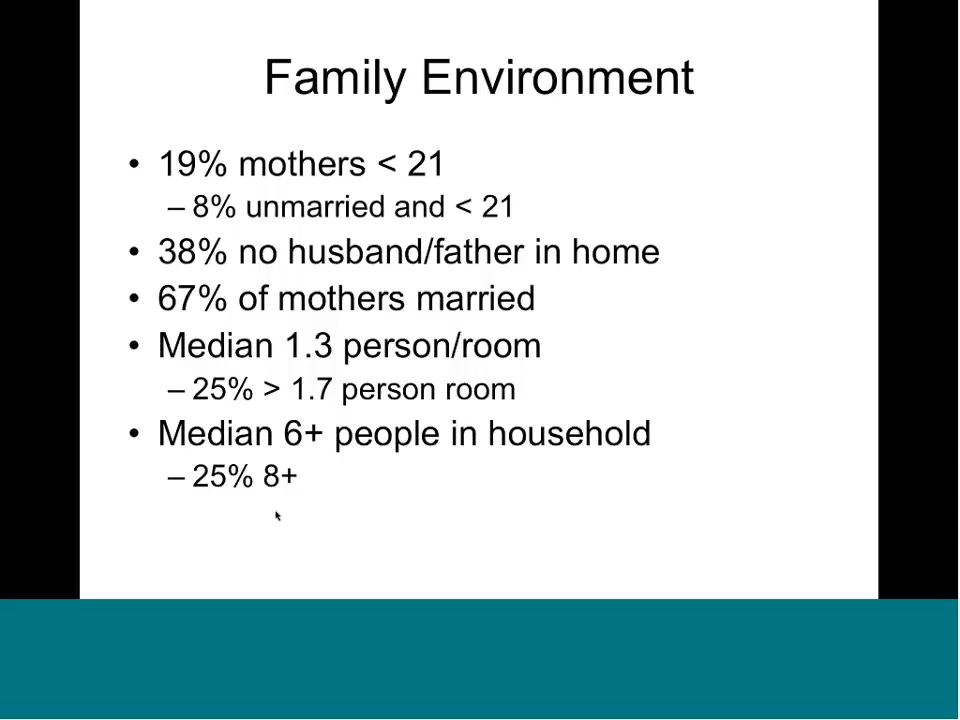 Family Environment
• 19% mothers < 21
– 8% unmarried and < 21
• 38% no husband/father in home
• 67% of mothers married
• Median 1.3 person/room
– 25% > 1.7 person room
• Median 6+ people in household
– 25% 8+